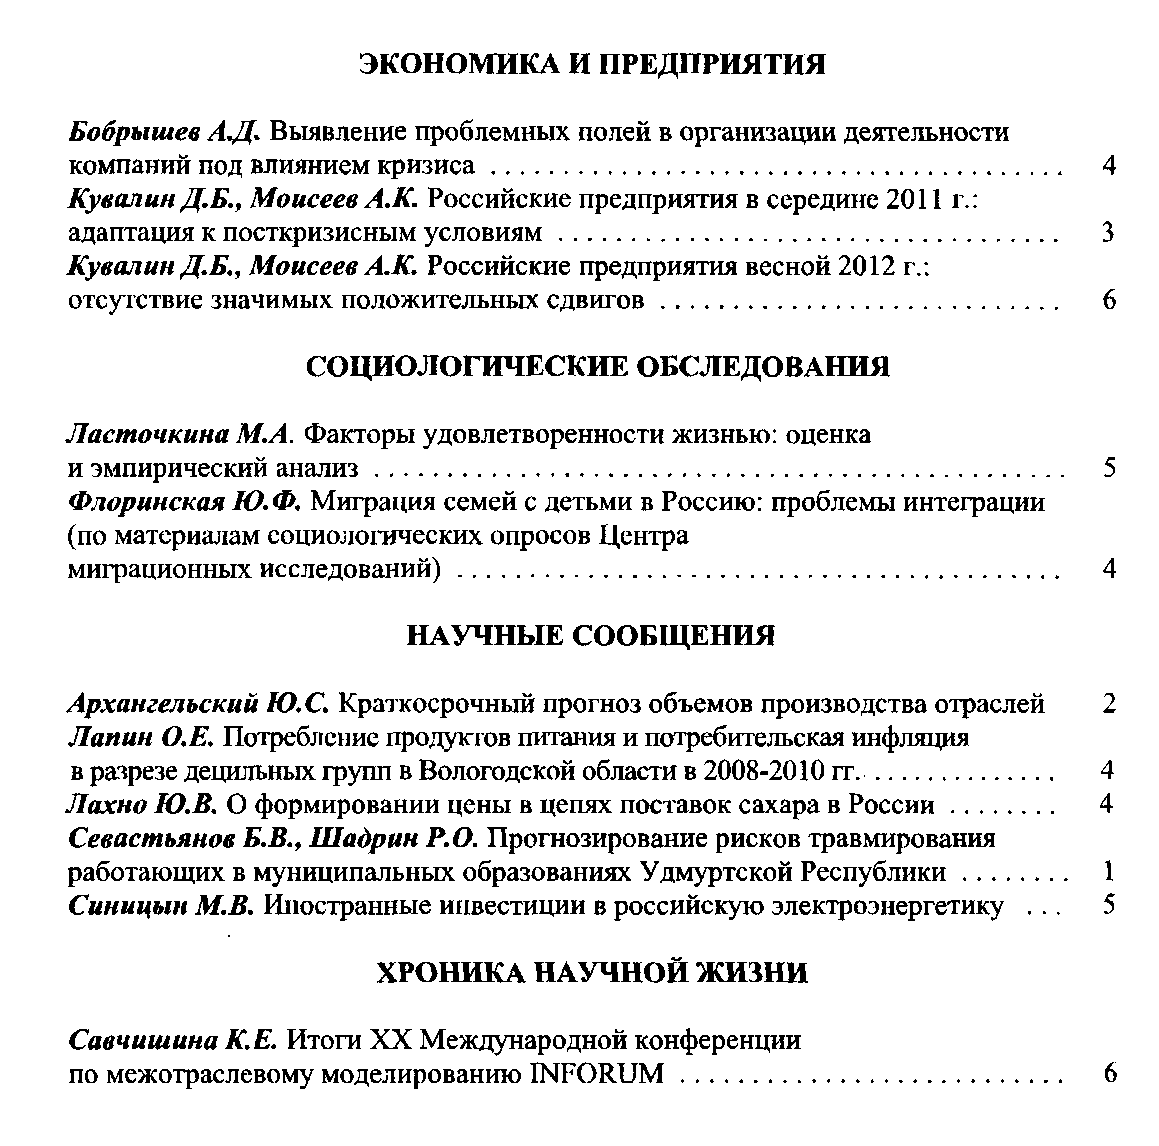 ЭКОНОМИКА И ПРЕДПРИЯТИЯ
Бобрышев А.Д. Выявление проблемных полей в организации деятельности
компаний под влиянием кризиса . . . . . . . . . . . . . . . . . . . . . . . . . . . . . . . . . . . . . . . . 4
Кувалин Д.Б., Моисеев А.К. Российские предприятия в середине 2011 г.:
адаптация к посткризисным условиям . . . . . . . . . . . . . . . . . . . . . . . . . . . . . . . . . . . 3
Кувалин Д.Б., Моисеев А.К. Российские предприятия весной 2012 г.:
отсутствие значимых положительных сдвигов . . . . . . . . . . . . . . . . . . . . . . . . . . . . 6
СОЦИОЛОГИЧЕСКИЕ ОБСЛЕДОВАНИЯ
Ласточкина М.А. Факторы удовлетворенности жизнью: оценка
и эмпирический анализ . . . . . . . . . . . . . . . . . . . . . . . . . . . . . . . . . . . . . . . . . . . . . . . . 5
Флоринская Ю.Ф. Миграция семей с детьми в Россию: проблемы интеграции
(по материалам социологических опросов Центра
миграционных исследований) . . . . . . . . . . . . . . . . . . . . . . . . . . . . . . . . . . . . . . . . . . 4
НАУЧНЫЕ СООБЩЕНИЯ
Архангельский Ю.С. Краткосрочный прогноз объемов производства отраслей 2
Лапин О.Е. Потребление продуктов питания и потребительская инфляция
в разрезе децильных групп в Вологодской области в 2008-2010 гг. . . . . . . . . . . . . . 4
Лахно Ю.В. О формировании цены в цепях поставок сахара в России . . . . . . . . 4
Севастьянов Б.В., Шадрин Р.О. Прогнозирование рисков травмирования
работающих в муниципальных образованиях Удмуртской Республики . . . . . . . . 1
Синицын М.В. Иностранные инвестиции в российскую электроэнергетику . . . 5
ХРОНИКА НАУЧНОЙ ЖИЗНИ
Савчишина К.Е. Итоги XX Международной конференции
по межотраслевому моделированию INFORUM . . . . . . . . . . . . . . . . . . . . . . . . . . . 6